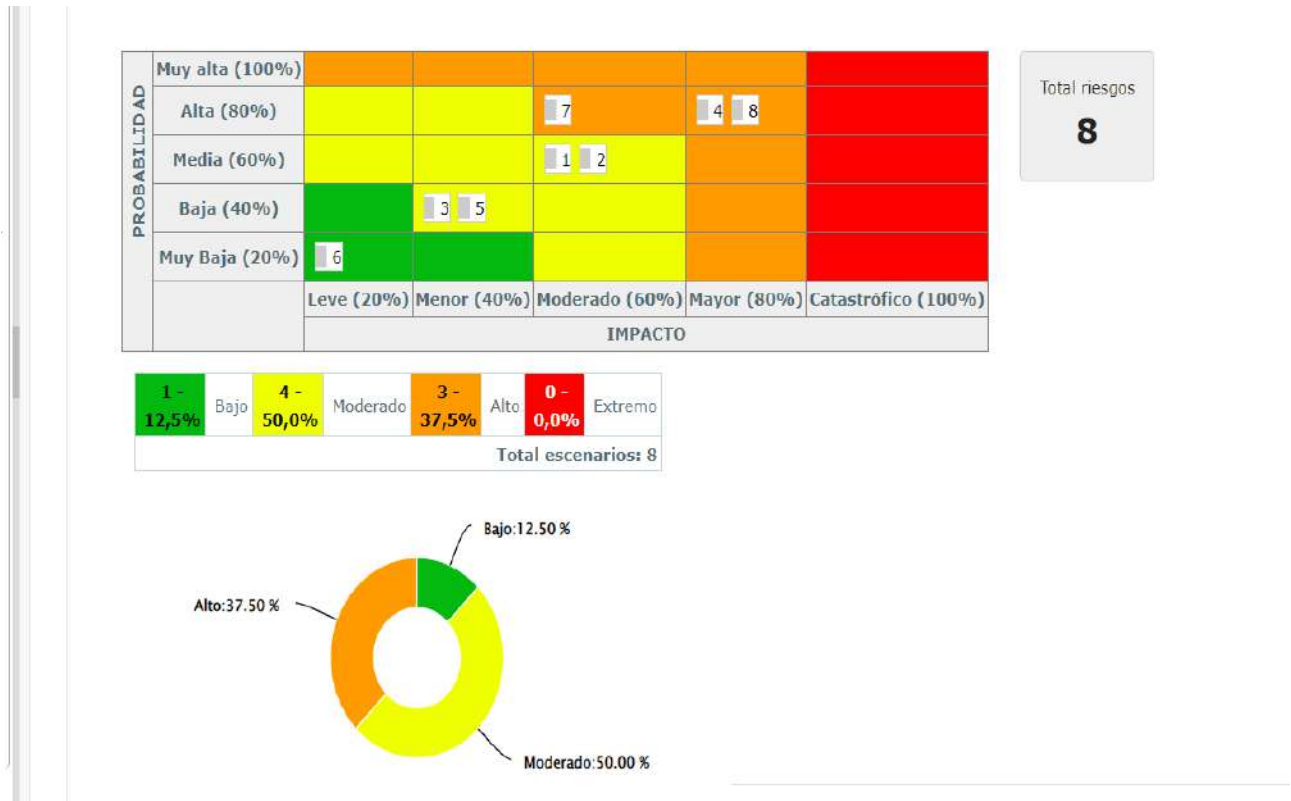 PROBABILIDAD
Muy alta (100%)
Alta (80%)
7
4 8
Media (60%)
1 2
Baja (40%)
3 5
Muy Baja (20%)
6
Leve (20%) Menor (40%) Moderado (60%) Mayor (80%) Catastrófico (100%)
IMPACTO
Total riesgos
8
1 - 12,5% Bajo 4 - 50,0% Moderado 3 - 37,5% Alto 0 - 0,0% Extremo
Total escenarios: 8
Bajo:12.50 %
Alto:37.50 %
Moderado:50.00 %